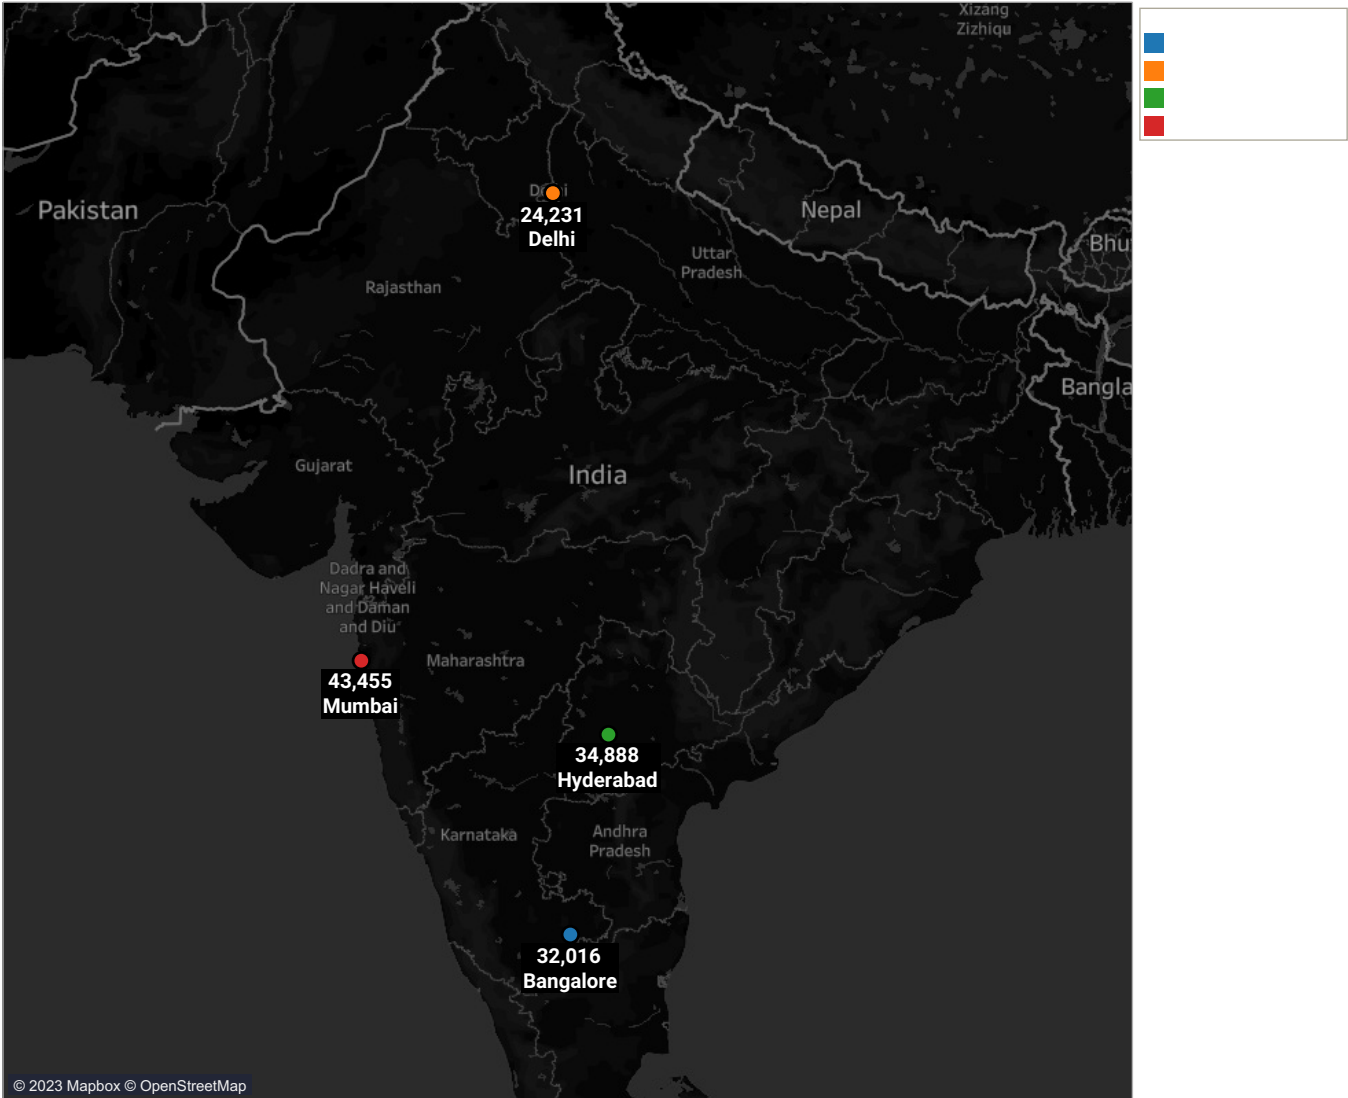 Xizang
Zizhiqu
Pakistan
Nepal
Bhu
24,231
Delhi
Uttar
Pradesh
Rajasthan
Bangla
Gujarat
India
Dadra and
Nagar Haveli
and Daman
and Diu
Maharashtra
43,455
Mumbai
34,888
Hyderabad
Karnataka
Andhra
Pradesh
32,016
Bangalore
© 2023 Mapbox © OpenStreetMap